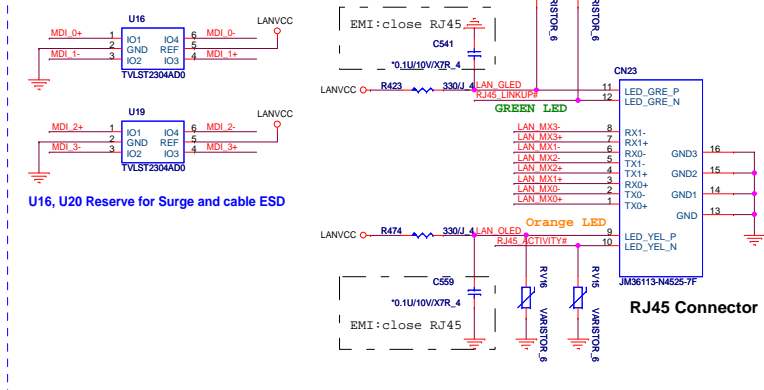 U16
LANVCC
MDI_0+ 1 IO1 IO4 6 MDI_0-
2 GND REF 5
MDI_1- 3 IO2 IO3 4 MDI_1+
TVLST2304AD0
U19
LANVCC
MDI_2+ 1 IO1 IO4 6 MDI_2-
2 GND REF 5
MDI_3- 3 IO2 IO3 4 MDI_3+
TVLST2304AD0
U16, U20 Reserve for Surge and cable ESD
EMI:close RJ45
C541
*0.1U/10V/X7R_4
RISTOR_6
RISTOR_6
LANVCC R423 330/J_4 LAN_GLED 11 LED_GRE_P
RJ45_LINKUP# 12 LED_GRE_N
GREEN LED
CN23
LAN_MX3- 8 RX1-
LAN_MX3+ 7 RX1+
LAN_MX1- 6 RX0-
LAN_MX2- 5 TX1-
LAN_MX2+ 4 TX1+
LAN_MX1+ 3 RX0+
LAN_MX0- 2 TX0-
LAN_MX0+ 1 TX0+
GND3 16
GND2 15
GND1 14
GND 13
Orange LED
LANVCC R474 330/J_4 LAN_OLED 9 LED_YEL_P
RJ45_ACTIVITY# 10 LED_YEL_N
JM36113-N4525-7F
RJ45 Connector
C559
*0.1U/10V/X7R_4
EMI:close RJ45
RV16
VARISTOR_6
RV15
VARISTOR_6